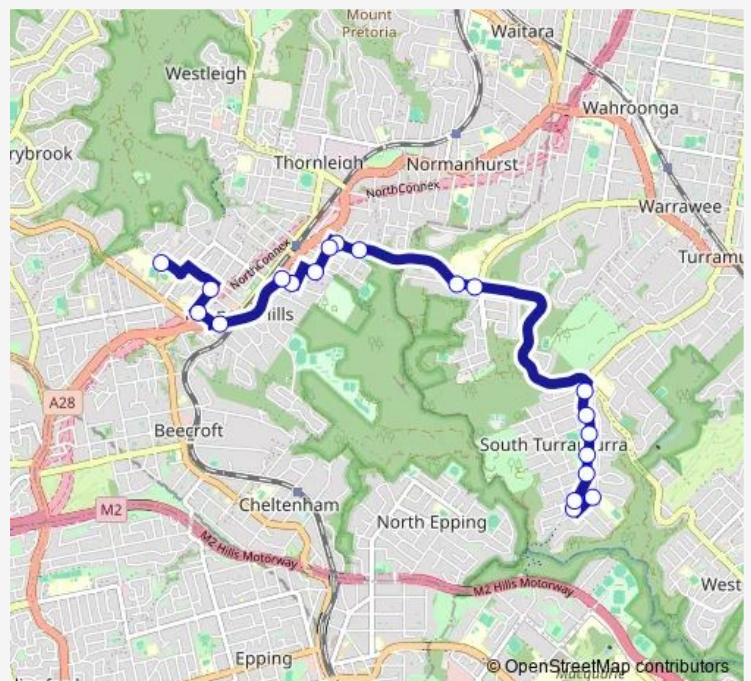 Mount
Pretoria
Waitara
Westleigh
Wahroonga
rybrook
Thornleigh
Normanhurst
NorthConnex
Warrawee
NorthConnex
Turramu
ills
A28
Beecroft
South Turra
urra
Cheltenham
M2
North Epping
M2 Hills Motorway
M2 Hills Motorway
West
Epping
© OpenStreetMap contributors